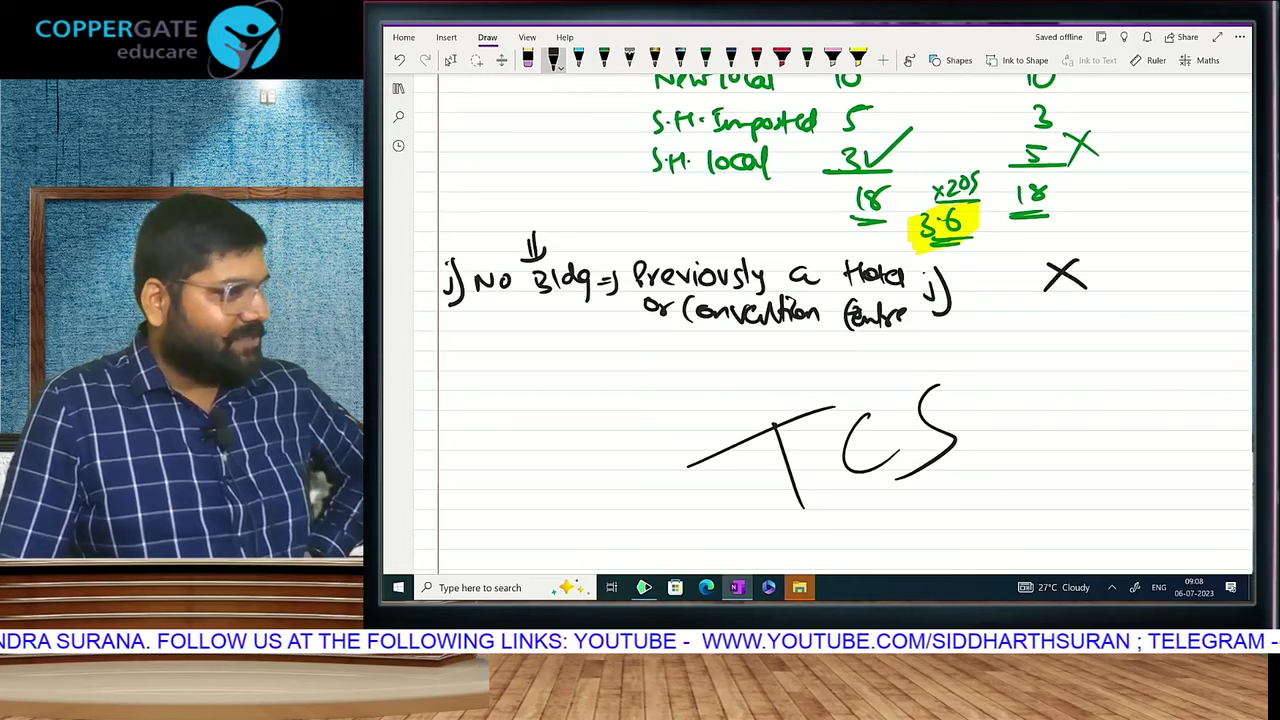 COPPERGATE
educare
Home Insert Draw View Help
Saved offline
Share
Shapes
Ink to Shape
Ink to Text
Ruler
Maths
New local 10 10
S.H. Imported 5 3
S.H. local 3 5
18 x20% 18
3.6
j) No Bldg => Previously a Hotel j)
or Convention Centre
TCS
Type here to search
27°C Cloudy
ENG
09:08
06-07-2023
NDRA SURANA. FOLLOW US AT THE FOLLOWING LINKS: YOUTUBE - WWW.YOUTUBE.COM/SIDDHARTHSURAN ; TELEGRAM -